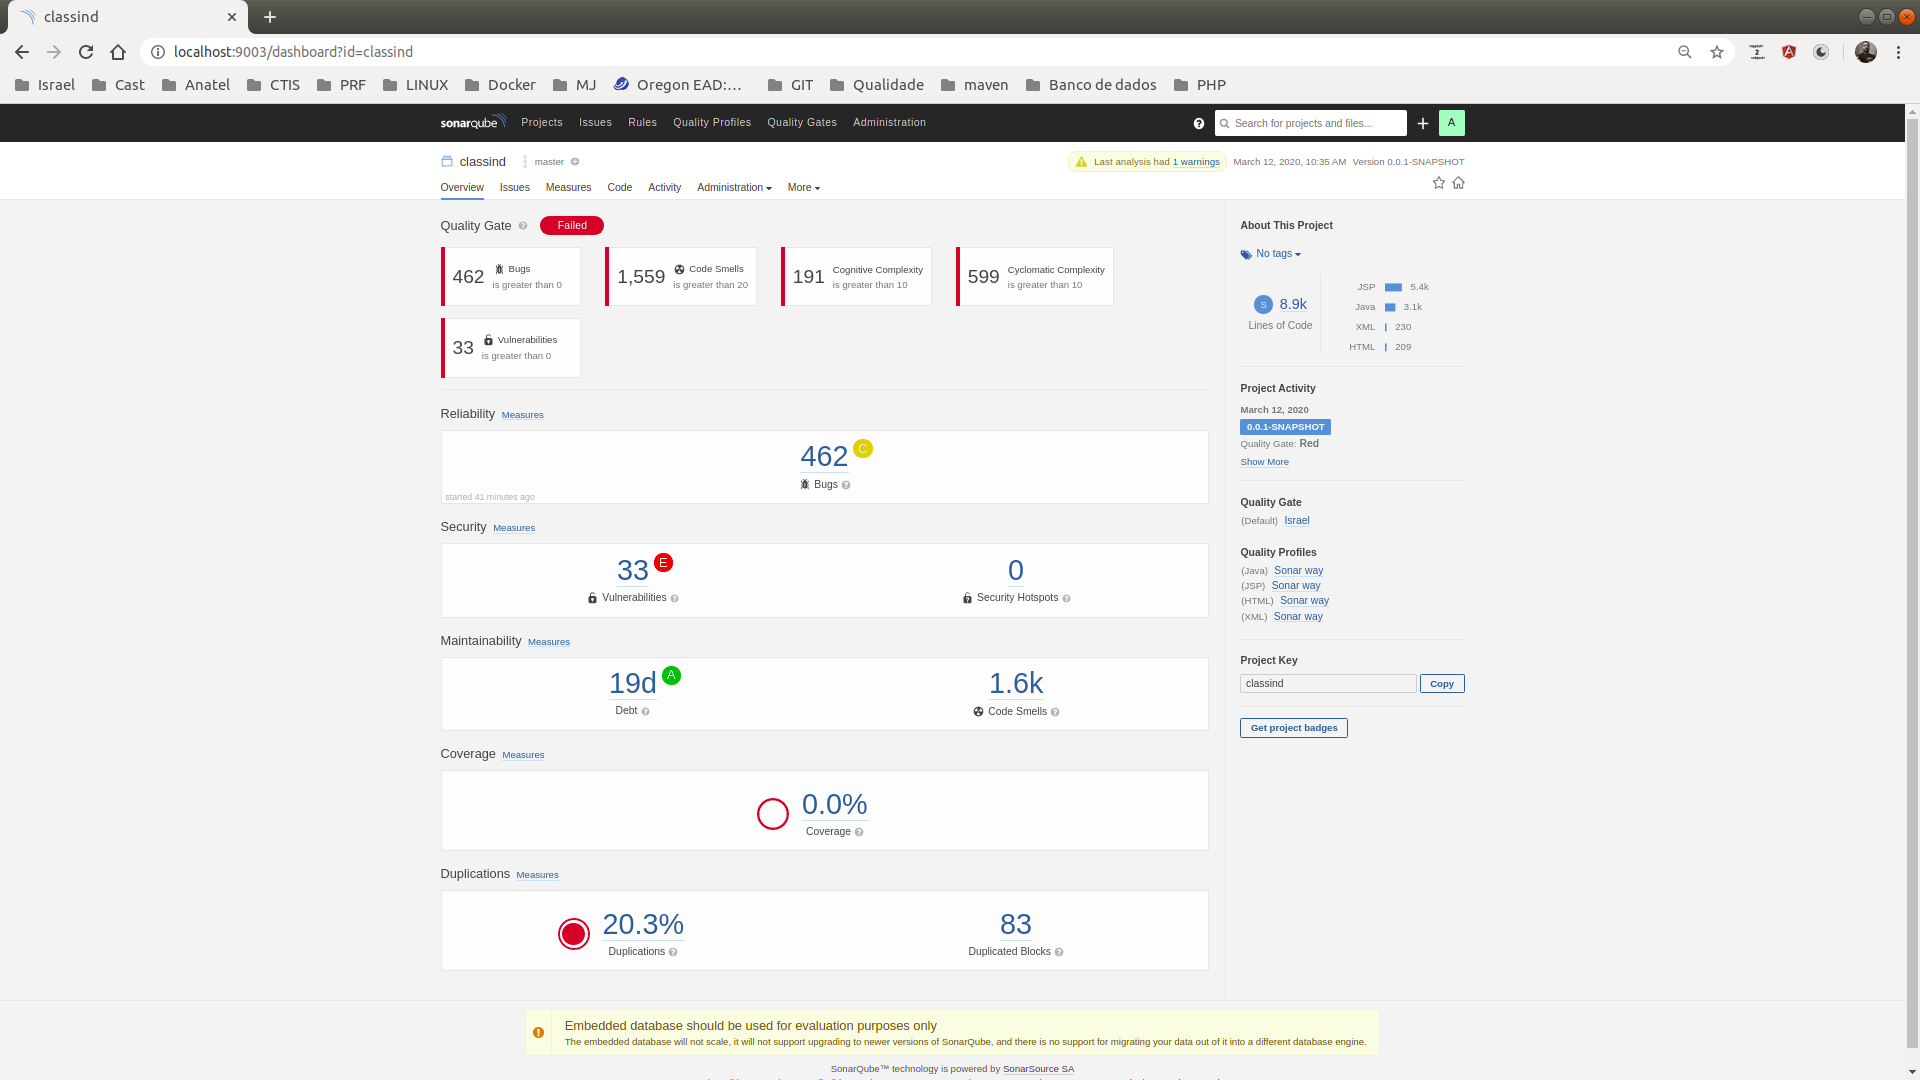 classind
localhost:9003/dashboard?id=classind
Israel Cast Anatel CTIS PRF LINUX Docker MJ Oregon EAD:... GIT Qualidade maven Banco de dados PHP
sonarqube Projects Issues Rules Quality Profiles Quality Gates Administration Search for projects and files... A
classind master Last analysis had 1 warnings March 12, 2020, 10:35 AM Version 0.0.1-SNAPSHOT
Overview Issues Measures Code Activity Administration More
Quality Gate Failed
462 Bugs
is greater than 0
1,559 Code Smells
is greater than 20
191 Cognitive Complexity
is greater than 10
599 Cyclomatic Complexity
is greater than 10
33 Vulnerabilities
is greater than 0
Reliability Measures
462 C
Bugs
started 41 minutes ago
Security Measures
33 E
Vulnerabilities
0
Security Hotspots
Maintainability Measures
19d A
Debt
1.6k
Code Smells
Coverage Measures
0.0%
Coverage
Duplications Measures
20.3%
Duplications
83
Duplicated Blocks
About This Project
No tags
S 8.9k
Lines of Code
JSP 5.4k
Java 3.1k
XML 230
HTML 209
Project Activity
March 12, 2020
0.0.1-SNAPSHOT
Quality Gate: Red
Show More
Quality Gate
(Default) Israel
Quality Profiles
(Java) Sonar way
(JSP) Sonar way
(HTML) Sonar way
(XML) Sonar way
Project Key
classind Copy
Get project badges
Embedded database should be used for evaluation purposes only
The embedded database will not scale, it will not support upgrading to newer versions of SonarQube, and there is no support for migrating your data out of it into a different database engine.
SonarQube™ technology is powered by SonarSource SA